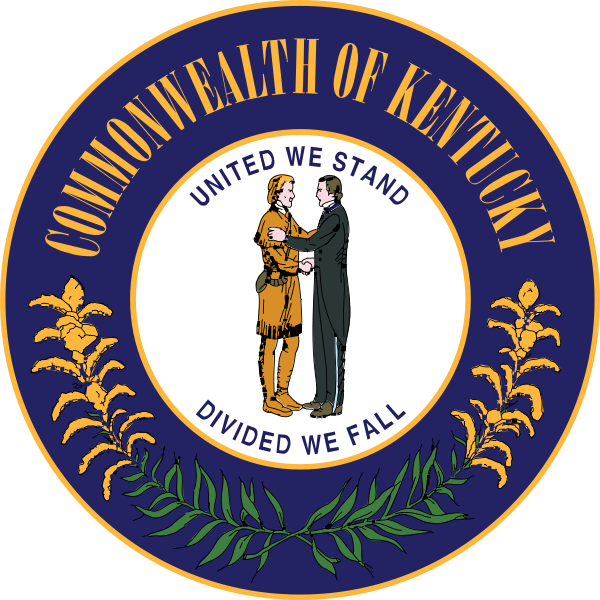 COMMONWEALTH OF KENTUCKY
UNITED WE STAND
DIVIDED WE FALL